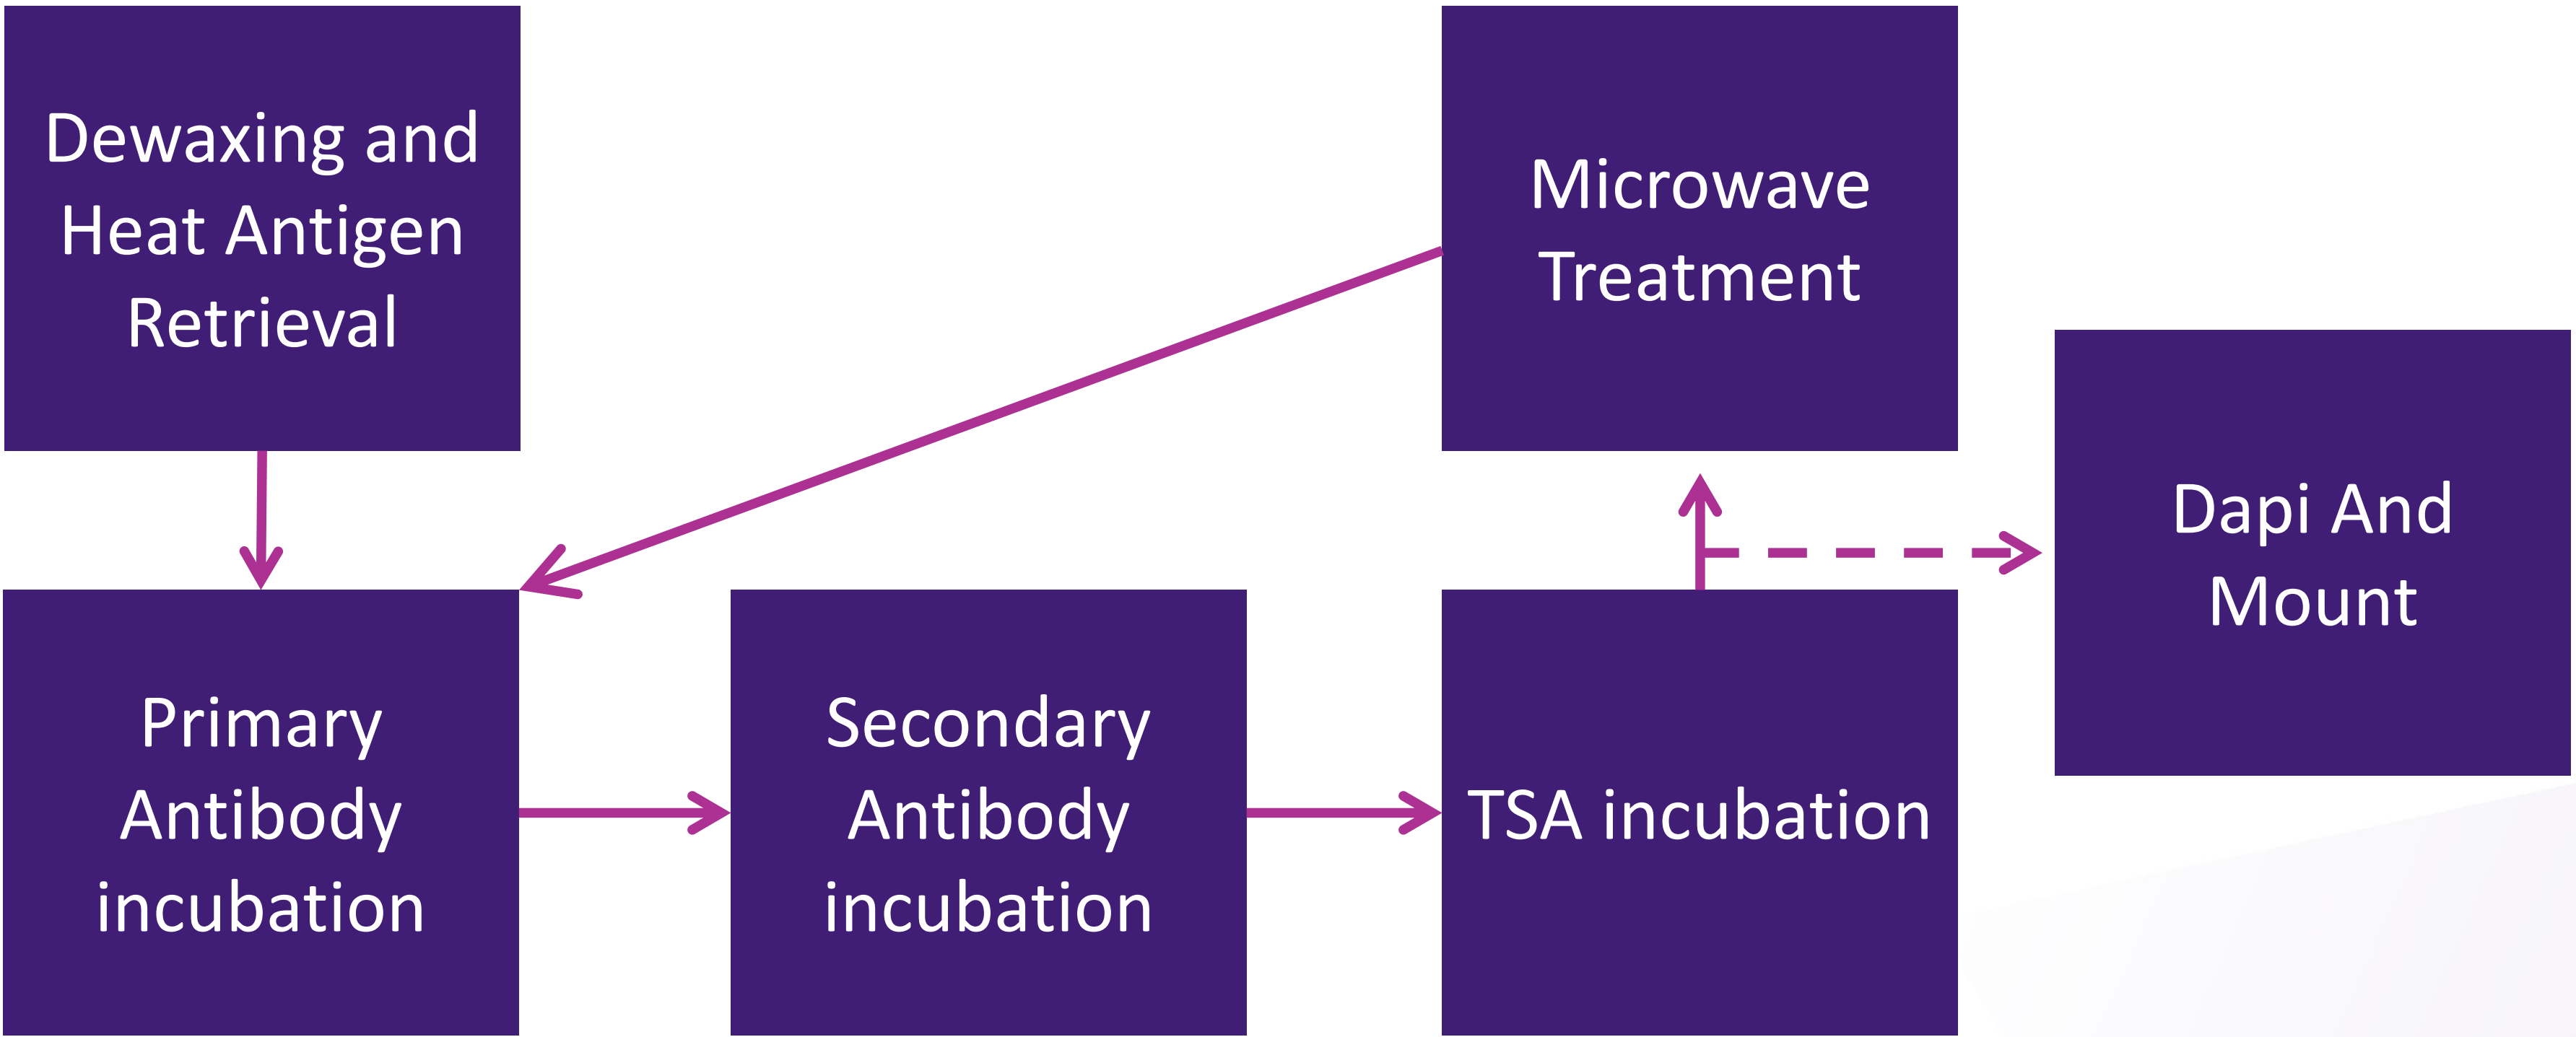 Dewaxing and
Heat Antigen
Retrieval
Microwave
Treatment
Dapi And
Mount
Primary
Antibody
incubation
Secondary
Antibody
incubation
TSA incubation